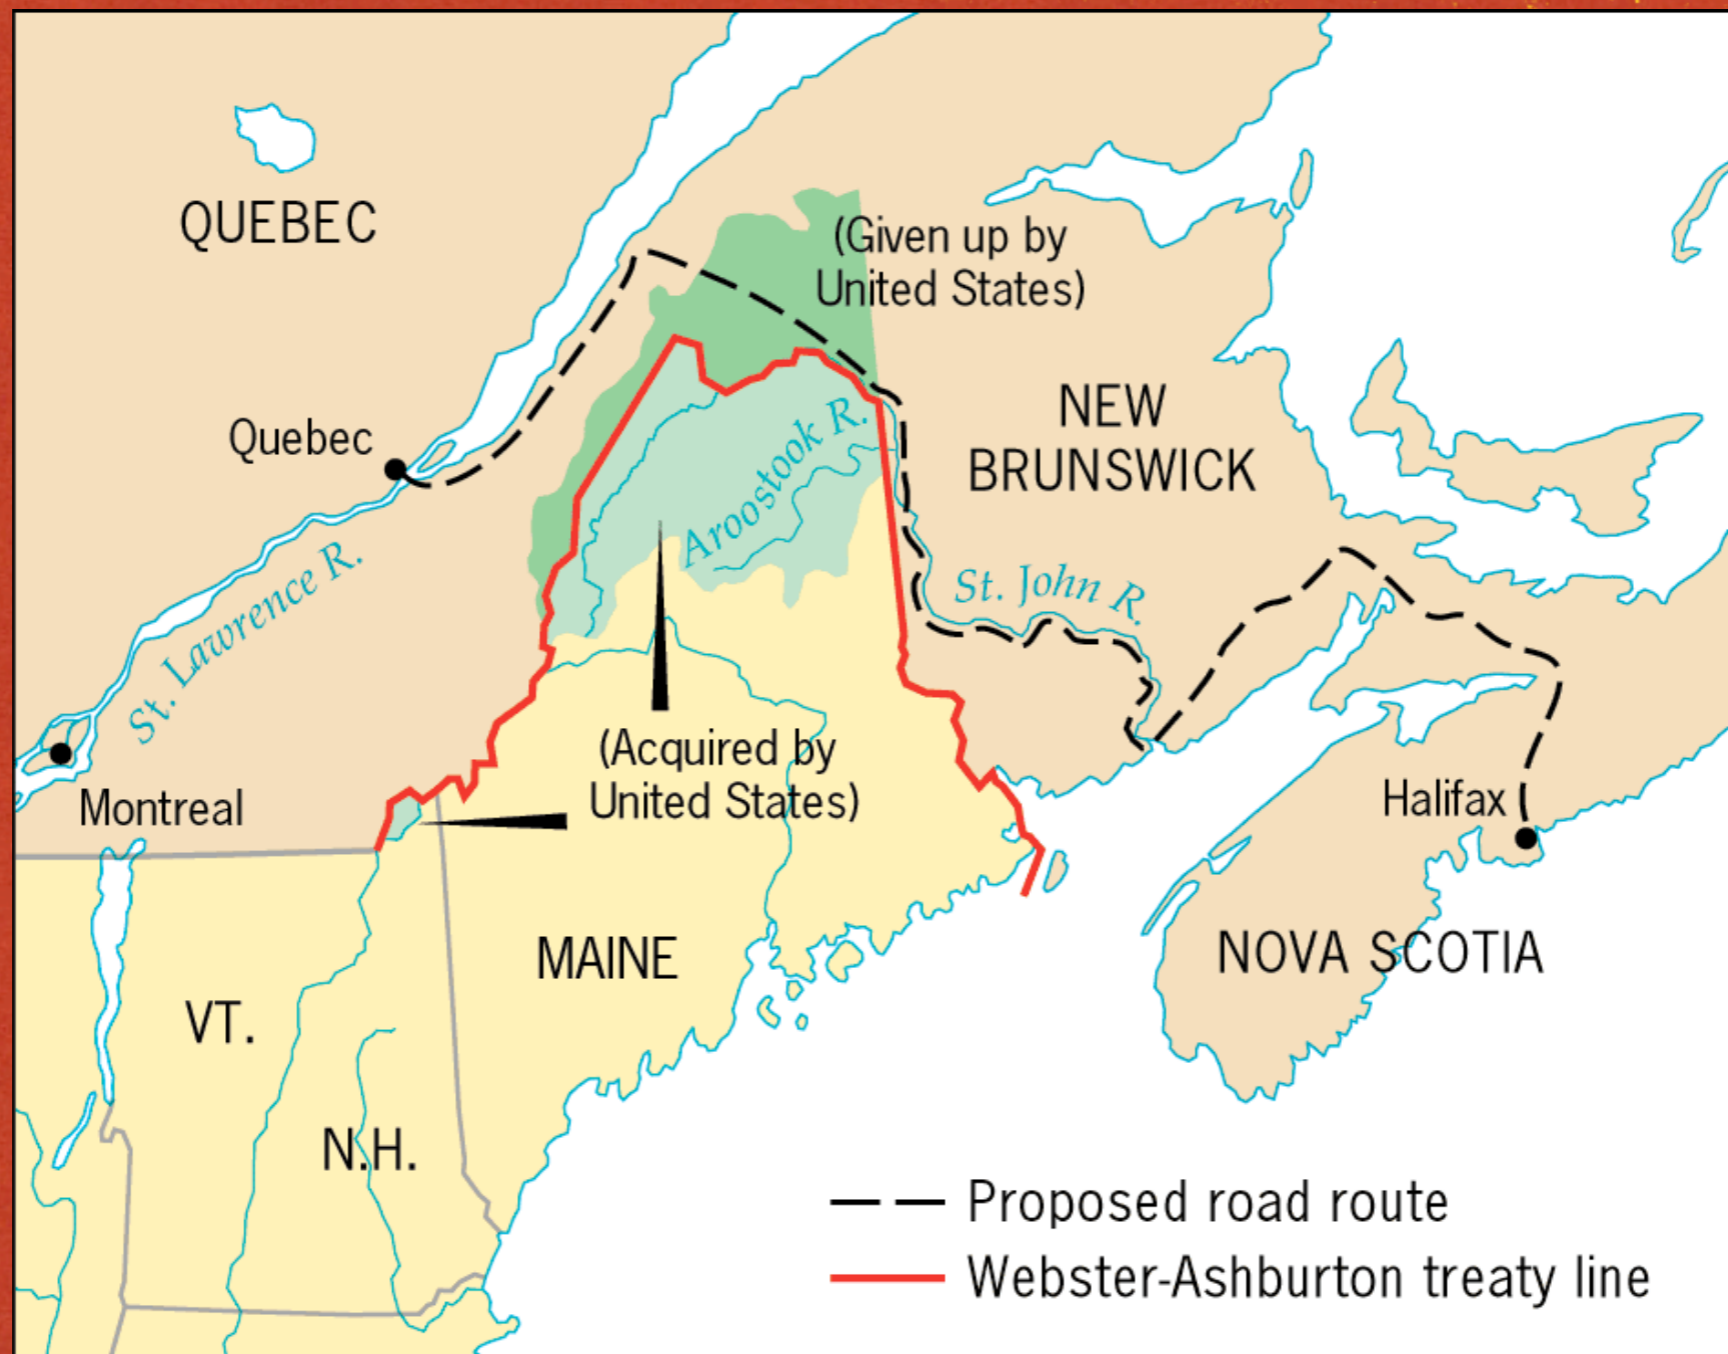 QUEBEC
(Given up by
United States)
Quebec
NEW
BRUNSWICK
Aroostook R.
St. Lawrence R.
St. John R.
(Acquired by
United States)
Montreal
Halifax
MAINE
NOVA SCOTIA
VT.
N.H.
Proposed road route
Webster-Ashburton treaty line